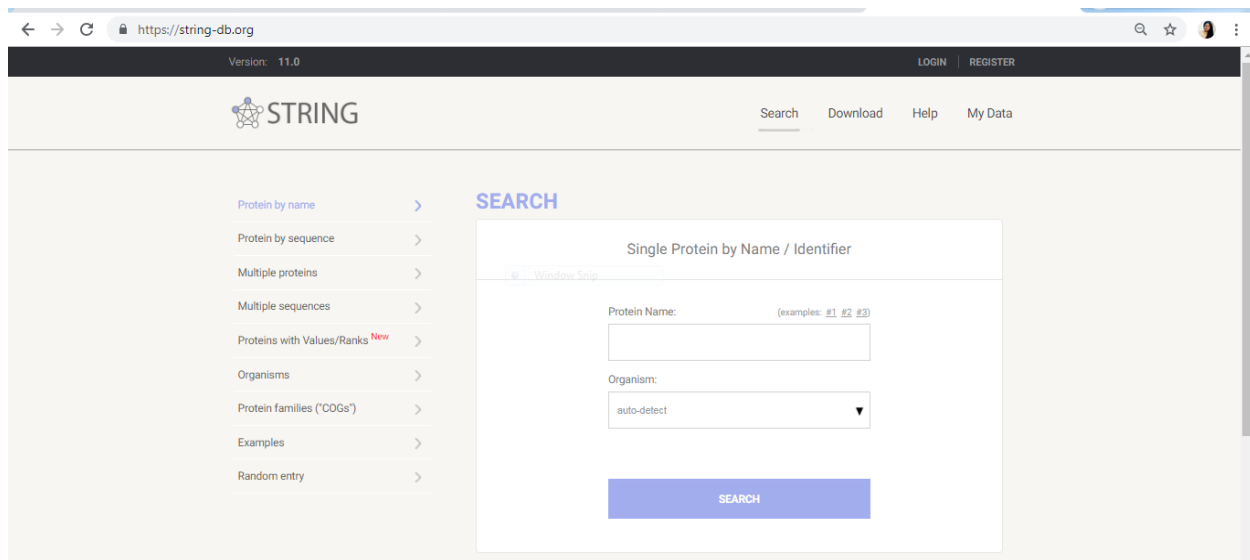 https://string-db.org
Version: 11.0
LOGIN REGISTER
STRING
Search Download Help My Data
Protein by name
Protein by sequence
Multiple proteins
Multiple sequences
Proteins with Values/Ranks New
Organisms
Protein families ("COGs")
Examples
Random entry
SEARCH
Single Protein by Name / Identifier
Window Snip
Protein Name: (examples: #1 #2 #3)
Organism:
auto-detect
SEARCH